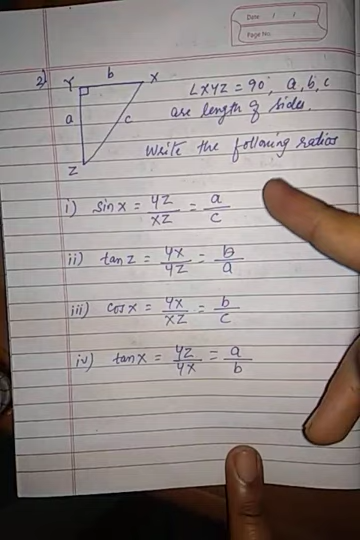 Date / /
Page No.
3)
Y b X
a c
Z
∠XYZ = 90°, a, b, c
are length of sides.
Write the following ratios
i) sin X = YZ/XZ = a/c
ii) tan Z = YX/YZ = b/a
iii) cos X = YX/XZ = b/c
iv) tan X = YZ/YX = a/b